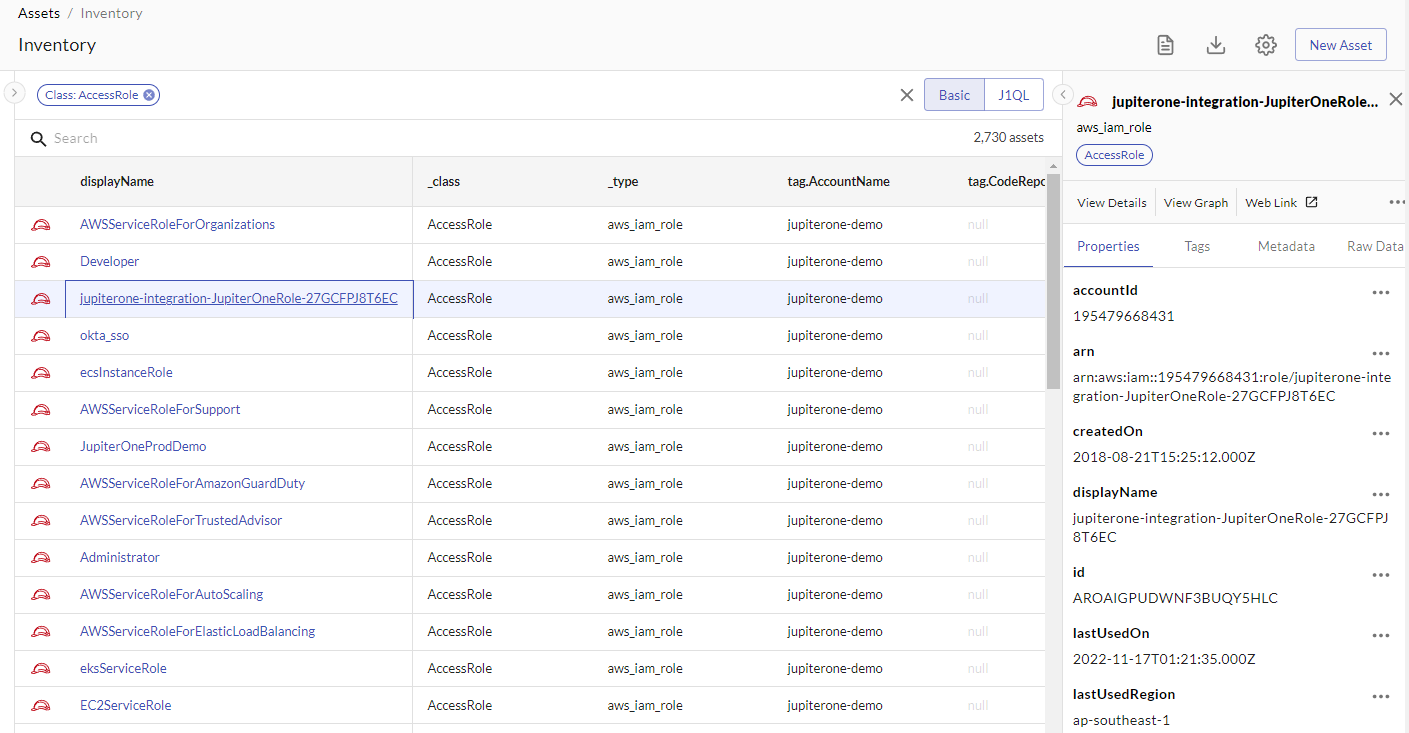 Assets / Inventory
Inventory
New Asset
Class: AccessRole
Basic J1QL
Search
2,730 assets
displayName _class _type tag.AccountName tag.CodeRepo
AWSServiceRoleForOrganizations AccessRole aws_iam_role jupiterone-demo null
Developer AccessRole aws_iam_role jupiterone-demo null
jupiterone-integration-JupiterOneRole-27GCFPJ8T6EC AccessRole aws_iam_role jupiterone-demo null
okta_sso AccessRole aws_iam_role jupiterone-demo null
ecsInstanceRole AccessRole aws_iam_role jupiterone-demo null
AWSServiceRoleForSupport AccessRole aws_iam_role jupiterone-demo null
JupiterOneProdDemo AccessRole aws_iam_role jupiterone-demo null
AWSServiceRoleForAmazonGuardDuty AccessRole aws_iam_role jupiterone-demo null
AWSServiceRoleForTrustedAdvisor AccessRole aws_iam_role jupiterone-demo null
Administrator AccessRole aws_iam_role jupiterone-demo null
AWSServiceRoleForAutoScaling AccessRole aws_iam_role jupiterone-demo null
AWSServiceRoleForElasticLoadBalancing AccessRole aws_iam_role jupiterone-demo null
eksServiceRole AccessRole aws_iam_role jupiterone-demo null
EC2ServiceRole AccessRole aws_iam_role jupiterone-demo null
jupiterone-integration-JupiterOneRole...
aws_iam_role
AccessRole
View Details View Graph Web Link
Properties Tags Metadata Raw Data
accountId
195479668431
arn
arn:aws:iam::195479668431:role/jupiterone-inte
gration-JupiterOneRole-27GCFPJ8T6EC
createdOn
2018-08-21T15:25:12.000Z
displayName
jupiterone-integration-JupiterOneRole-27GCFPJ
8T6EC
id
AROAIGPUDWNF3BUQY5HLC
lastUsedOn
2022-11-17T01:21:35.000Z
lastUsedRegion
ap-southeast-1